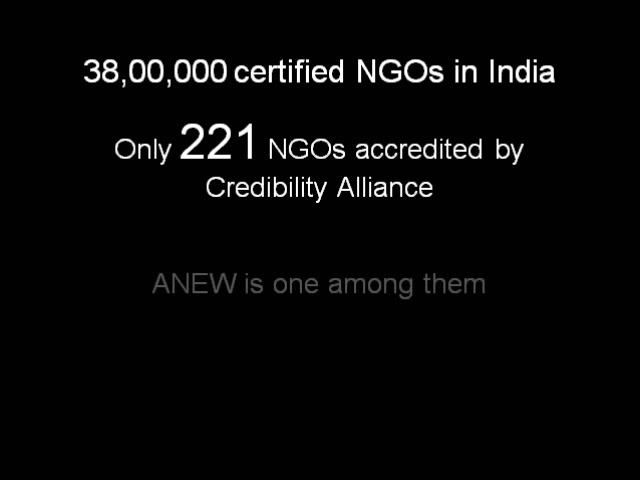 38,00,000 certified NGOs in India
Only 221 NGOs accredited by
Credibility Alliance
ANEW is one among them